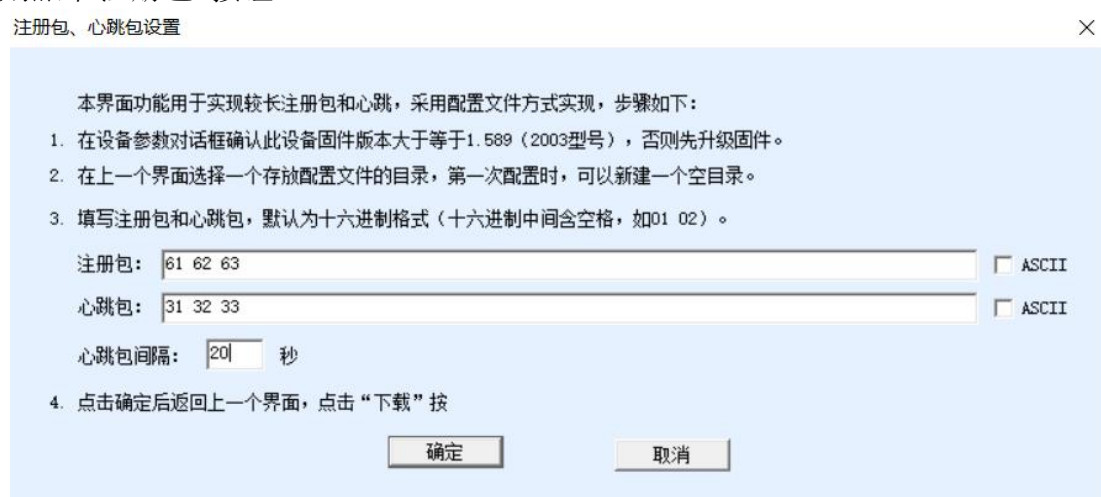 注册包、心跳包设置
本界面功能用于实现较长注册包和心跳，采用配置文件方式实现，步骤如下：
1. 在设备参数对话框确认此设备固件版本大于等于1.589（2003型号），否则先升级固件。
2. 在上一个界面选择一个存放配置文件的目录，第一次配置时，可以新建一个空目录。
3. 填写注册包和心跳包，默认为十六进制格式（十六进制中间含空格，如01 02）。
注册包： 61 62 63 ASCII
心跳包： 31 32 33 ASCII
心跳包间隔： 20 秒
4. 点击确定后返回上一个界面，点击“下载”按
确定 取消